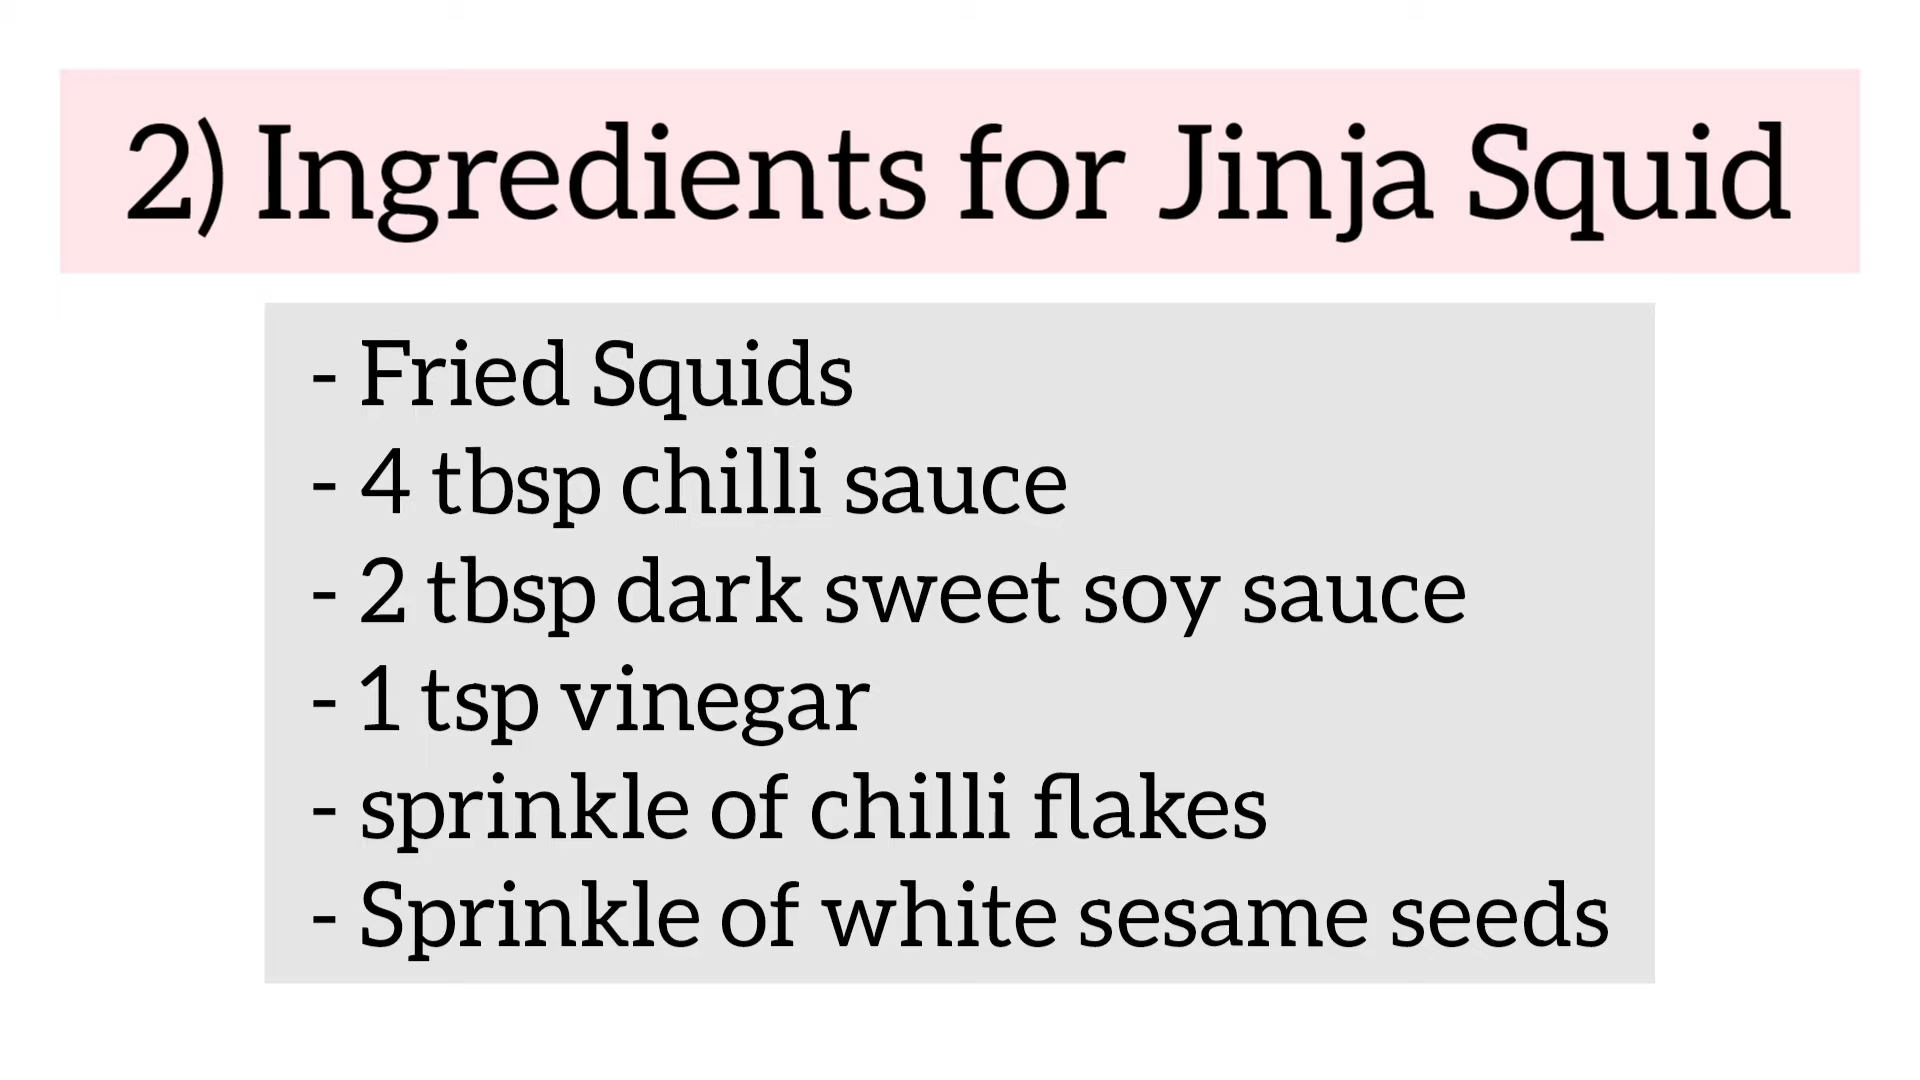 2) Ingredients for Jinja Squid
- Fried Squids
- 4 tbsp chilli sauce
- 2 tbsp dark sweet soy sauce
- 1 tsp vinegar
- sprinkle of chilli flakes
- Sprinkle of white sesame seeds